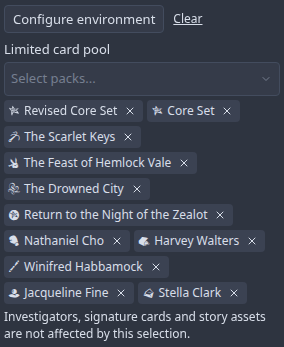 Configure environment Clear
Limited card pool
Select packs...
Revised Core Set × Core Set ×
The Scarlet Keys ×
The Feast of Hemlock Vale ×
The Drowned City ×
Return to the Night of the Zealot ×
Nathaniel Cho × Harvey Walters ×
Winifred Habbamock ×
Jacqueline Fine × Stella Clark ×
Investigators, signature cards and story assets
are not affected by this selection.